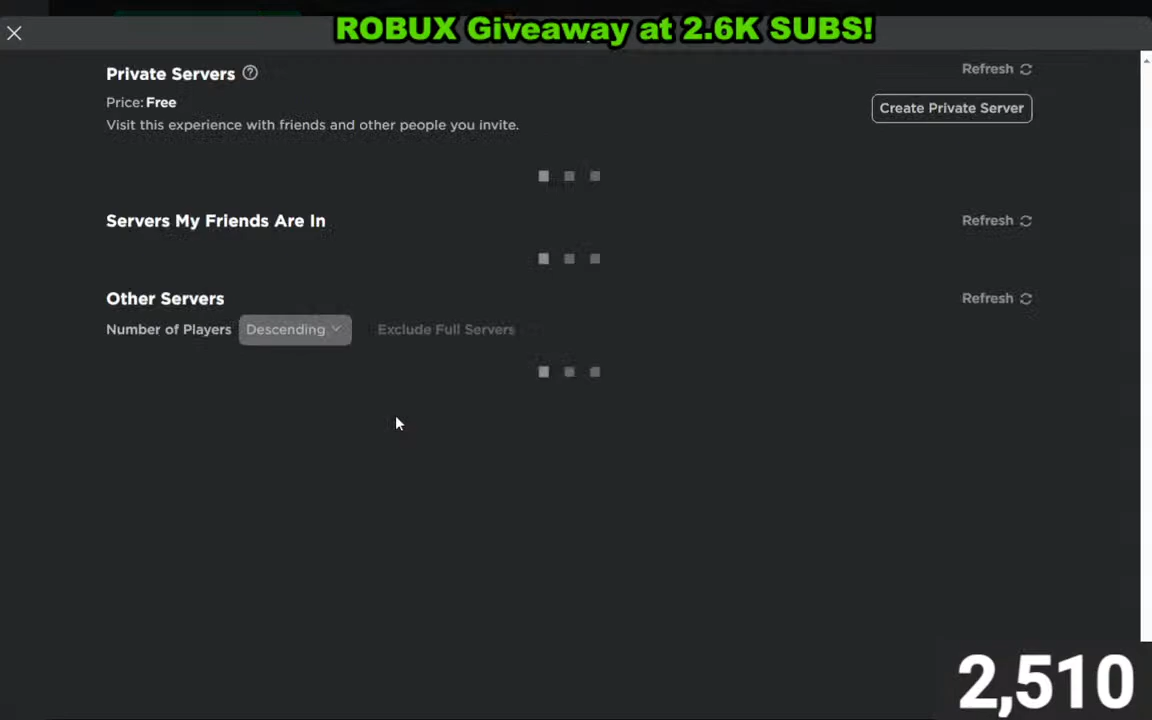 ROBUX Giveaway at 2.6K SUBS!
Private Servers
Refresh
Price: Free
Create Private Server
Visit this experience with friends and other people you invite.
Servers My Friends Are In
Refresh
Other Servers
Refresh
Number of Players Descending Exclude Full Servers
2,510